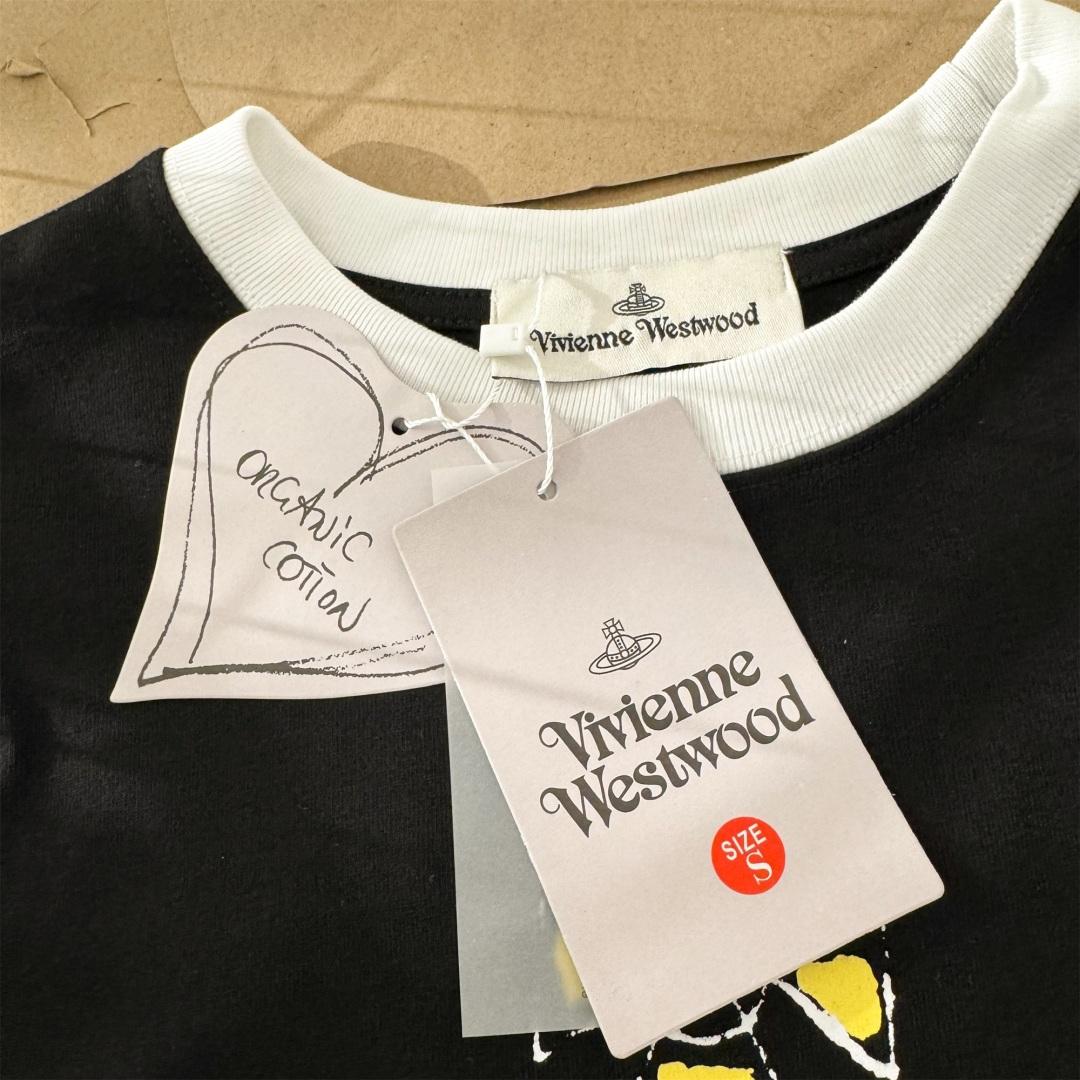 Vivienne Westwood
ORGANIC
COTTON
Vivienne
Westwood
SIZE
S